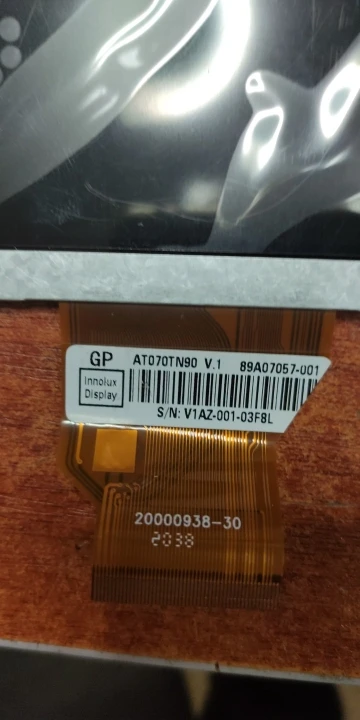 GP AT070TN90 V.1 89A07057-001
Innolux
Display
S/N: V1AZ-001-03F8L
20000938-30
2038